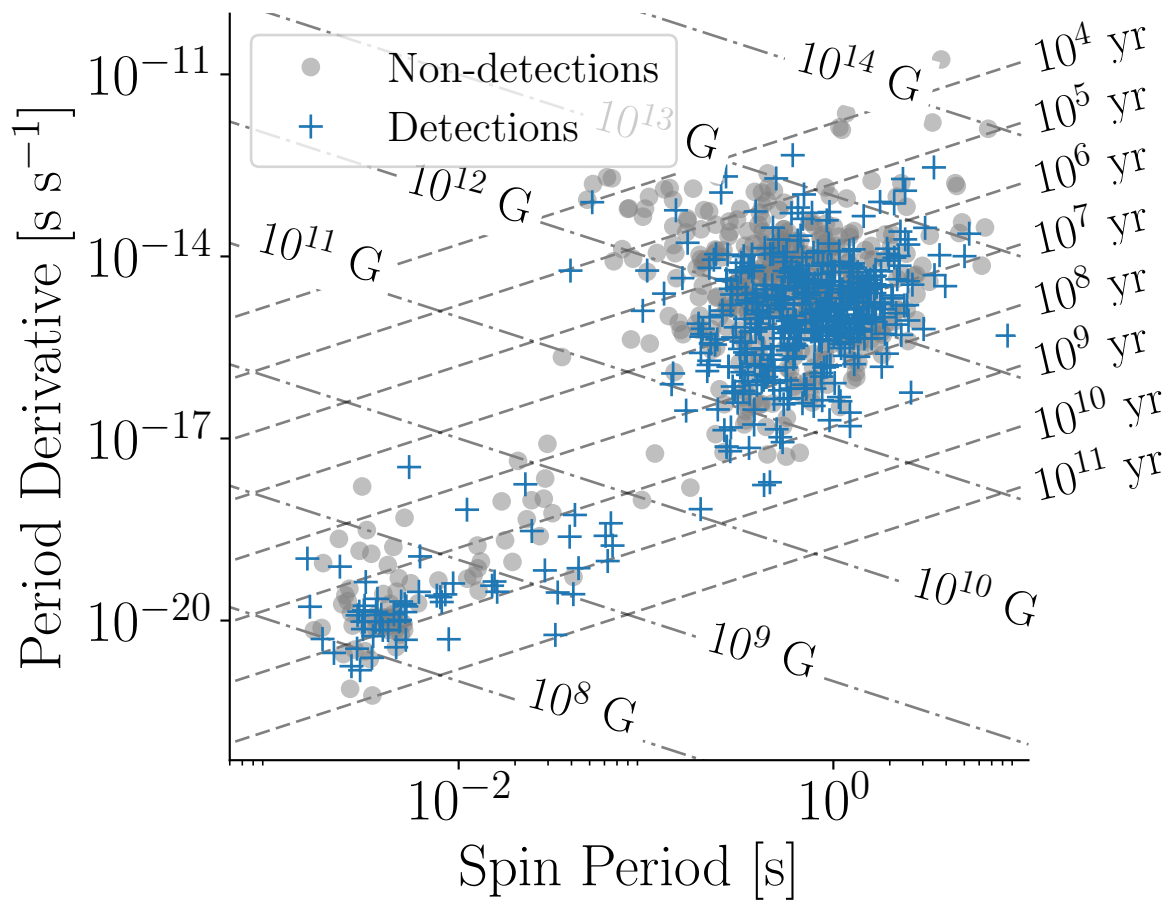 Non-detections
Detections
10^14 G
10^13 G
10^12 G
10^11 G
10^10 G
10^9 G
10^8 G
10^4 yr
10^5 yr
10^6 yr
10^7 yr
10^8 yr
10^9 yr
10^10 yr
10^11 yr
Period Derivative [s s^−1]
10^−11
10^−14
10^−17
10^−20
10^−2
10^0
Spin Period [s]